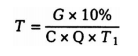 T = G × 10% / C × Q × T₁